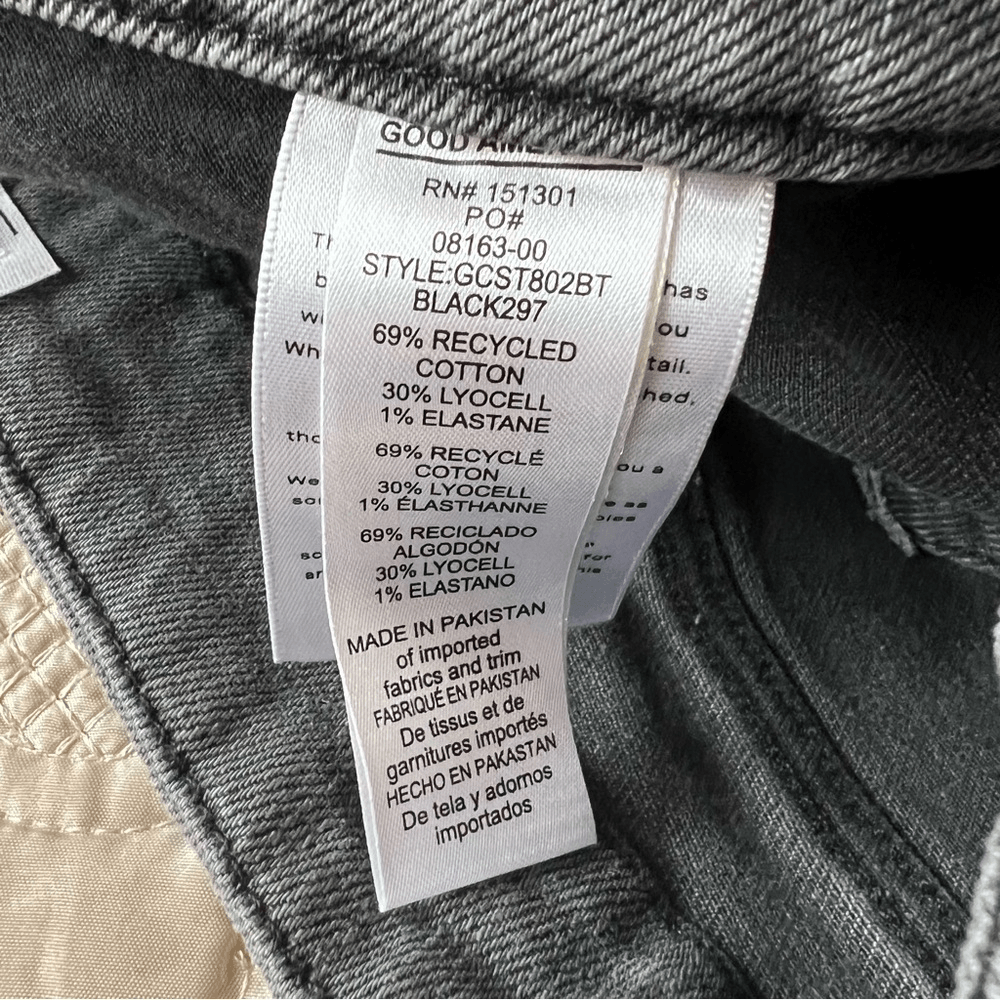 GOOD
RN# 151301
PO#
08163-00
STYLE:GCST802BT
BLACK297
69% RECYCLED
COTTON
30% LYOCELL
1% ELASTANE
69% RECYCLÉ
COTON
30% LYOCELL
1% ÉLASTHANNE
69% RECICLADO
ALGODÓN
30% LYOCELL
1% ELASTANO
MADE IN PAKISTAN
of imported
fabrics and trim
FABRIQUÉ EN PAKISTAN
De tissus et de
garnitures importés
HECHO EN PAKASTAN
De tela y adornos
importados
has